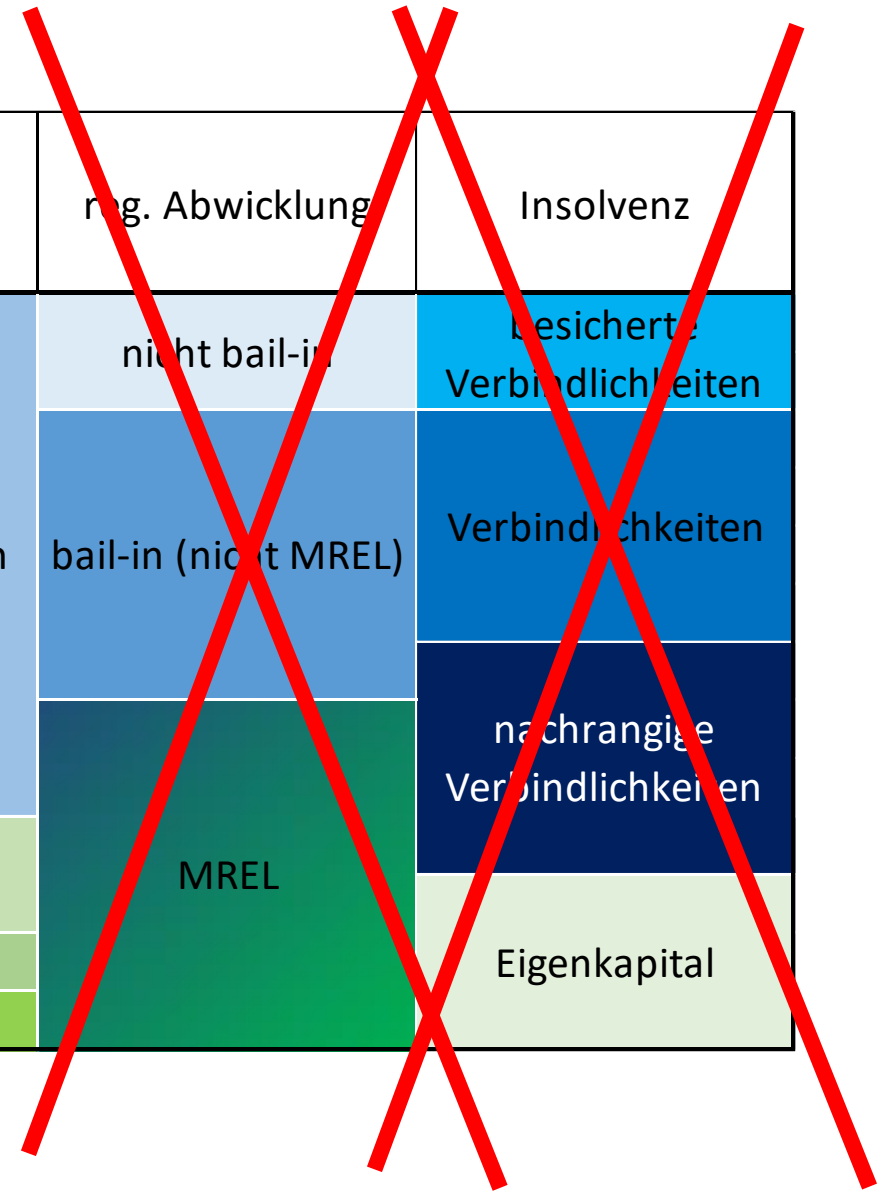 reg. Abwicklung
Insolvenz
nicht bail-in
besicherte
Verbindlichkeiten
n
bail-in (nicht MREL)
Verbindlichkeiten
nachrangige
Verbindlichkeiten
MREL
Eigenkapital